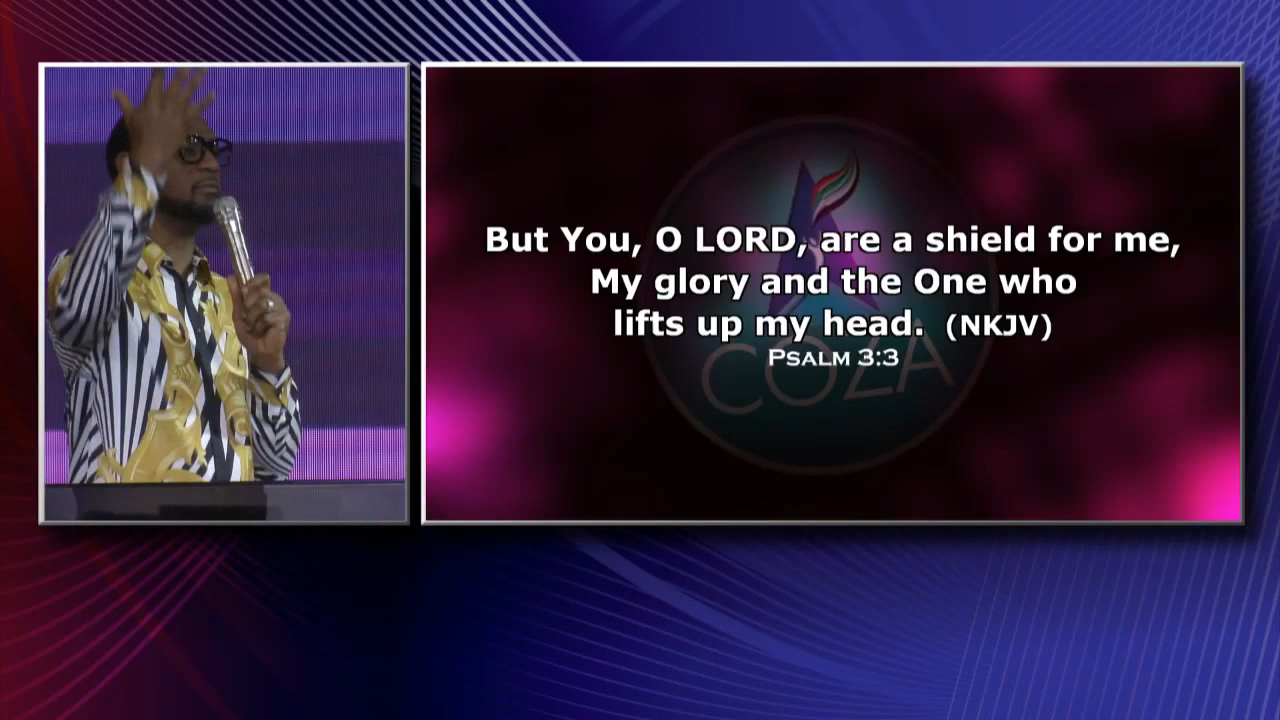 But You, O LORD, are a shield for me,
My glory and the One who
lifts up my head. (NKJV)
Psalm 3:3
COZA